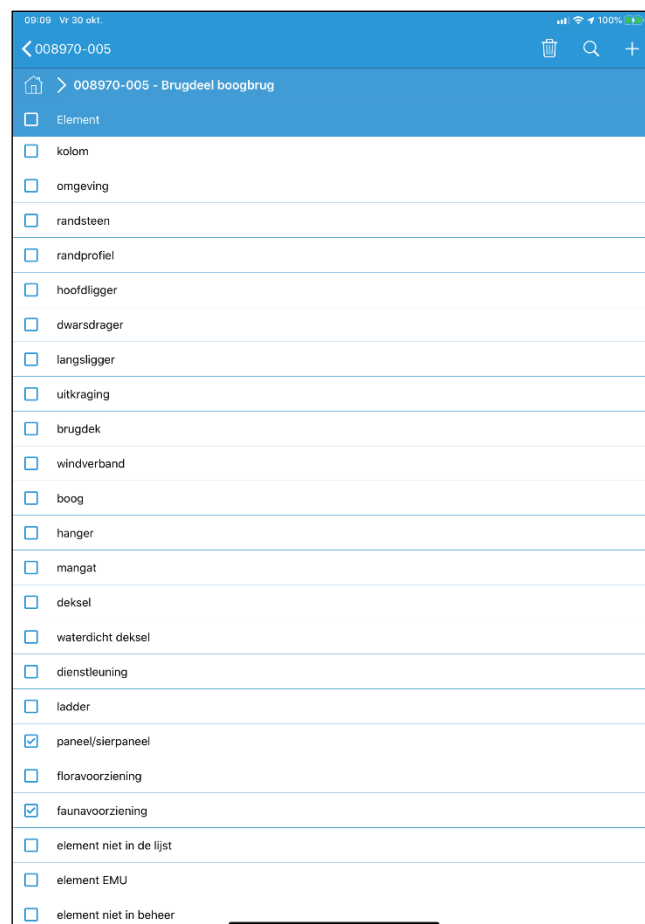 09:09 Vr 30 okt. 100%
008970-005
008970-005 - Brugdeel boogbrug
Element
kolom
omgeving
randsteen
randprofiel
hoofdligger
dwarsdrager
langsligger
uitkraging
brugdek
windverband
boog
hanger
mangat
deksel
waterdicht deksel
dienstleuning
ladder
paneel/sierpaneel
floravoorziening
faunavoorziening
element niet in de lijst
element EMU
element niet in beheer